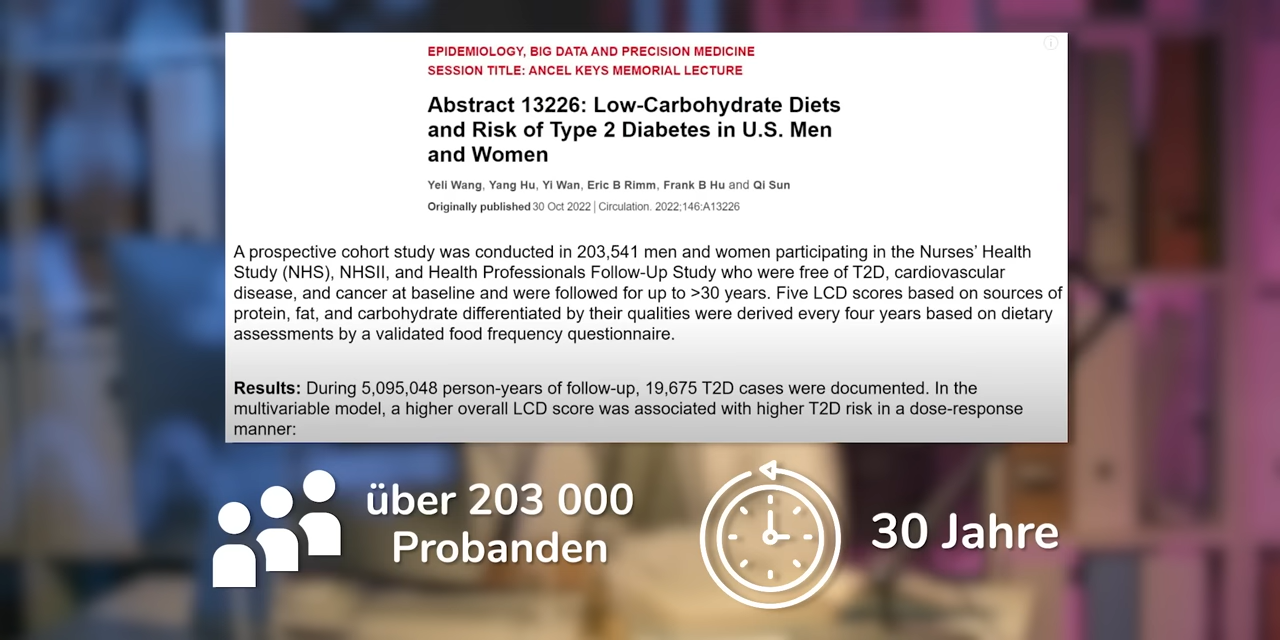 EPIDEMIOLOGY, BIG DATA AND PRECISION MEDICINE
SESSION TITLE: ANCEL KEYS MEMORIAL LECTURE
Abstract 13226: Low-Carbohydrate Diets
and Risk of Type 2 Diabetes in U.S. Men
and Women
Yeli Wang, Yang Hu, Yi Wan, Eric B Rimm, Frank B Hu and Qi Sun
Originally published 30 Oct 2022 | Circulation. 2022;146:A13226
A prospective cohort study was conducted in 203,541 men and women participating in the Nurses’ Health
Study (NHS), NHSII, and Health Professionals Follow-Up Study who were free of T2D, cardiovascular
disease, and cancer at baseline and were followed for up to >30 years. Five LCD scores based on sources of
protein, fat, and carbohydrate differentiated by their qualities were derived every four years based on dietary
assessments by a validated food frequency questionnaire.
Results: During 5,095,048 person-years of follow-up, 19,675 T2D cases were documented. In the
multivariable model, a higher overall LCD score was associated with higher T2D risk in a dose-response
manner:
über 203 000
Probanden
30 Jahre